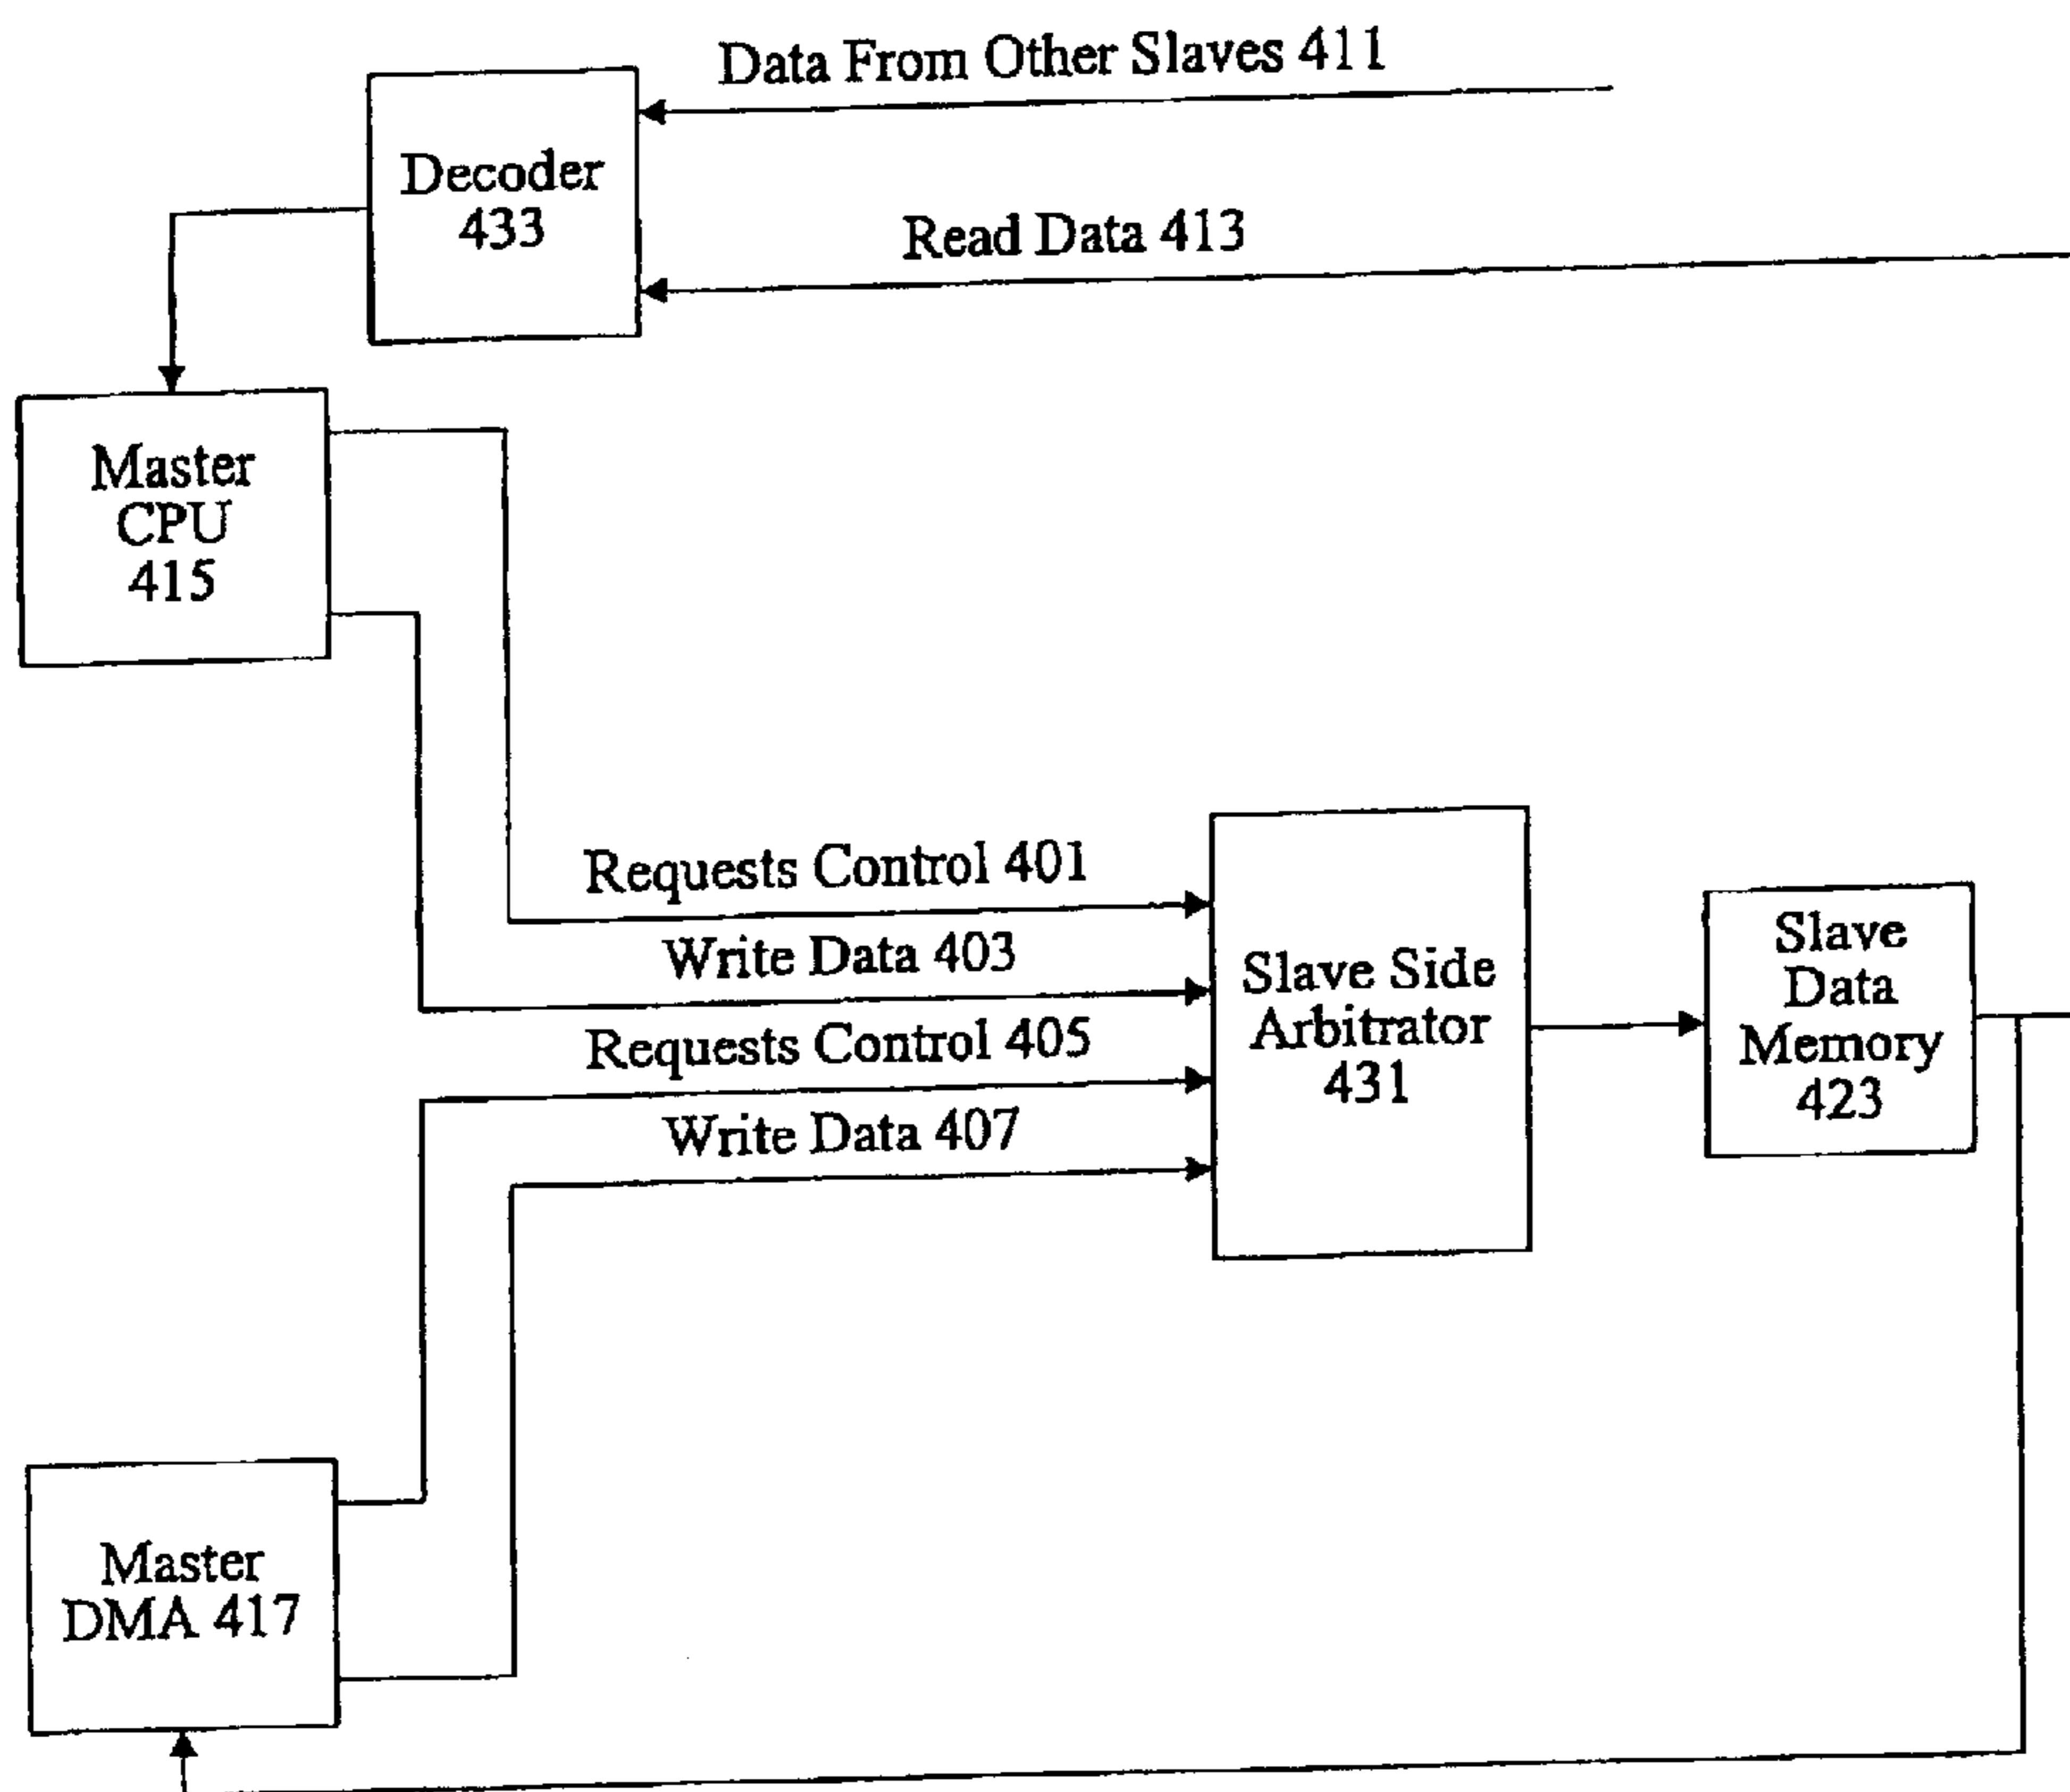 Data From Other Slaves 411
Decoder
433
Read Data 413
Master
CPU
415
Requests Control 401
Write Data 403
Requests Control 405
Write Data 407
Slave Side
Arbitrator
431
Slave
Data
Memory
423
Master
DMA 417